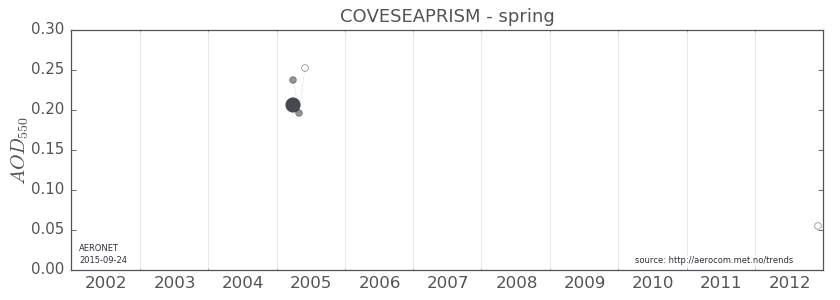 COVESEAPRISM - spring
0.30
0.25
0.20
0.15
0.10
0.05
0.00
AOD550
AERONET
2015-09-24
source: http://aerocom.met.no/trends
2002 2003 2004 2005 2006 2007 2008 2009 2010 2011 2012